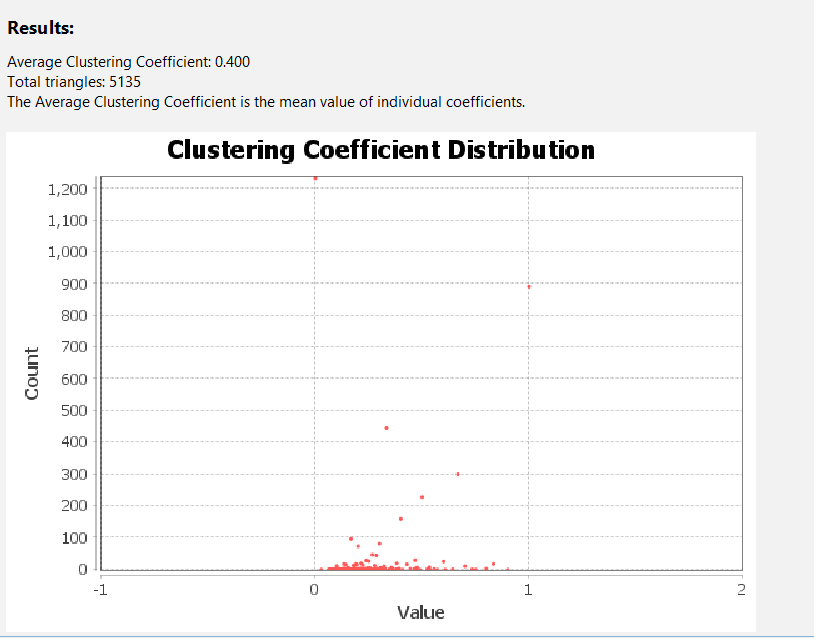 Results:
Average Clustering Coefficient: 0.400
Total triangles: 5135
The Average Clustering Coefficient is the mean value of individual coefficients.
Clustering Coefficient Distribution
1,200
1,100
1,000
900
800
700
600
500
400
300
200
100
0
Count
-1 0 1 2
Value